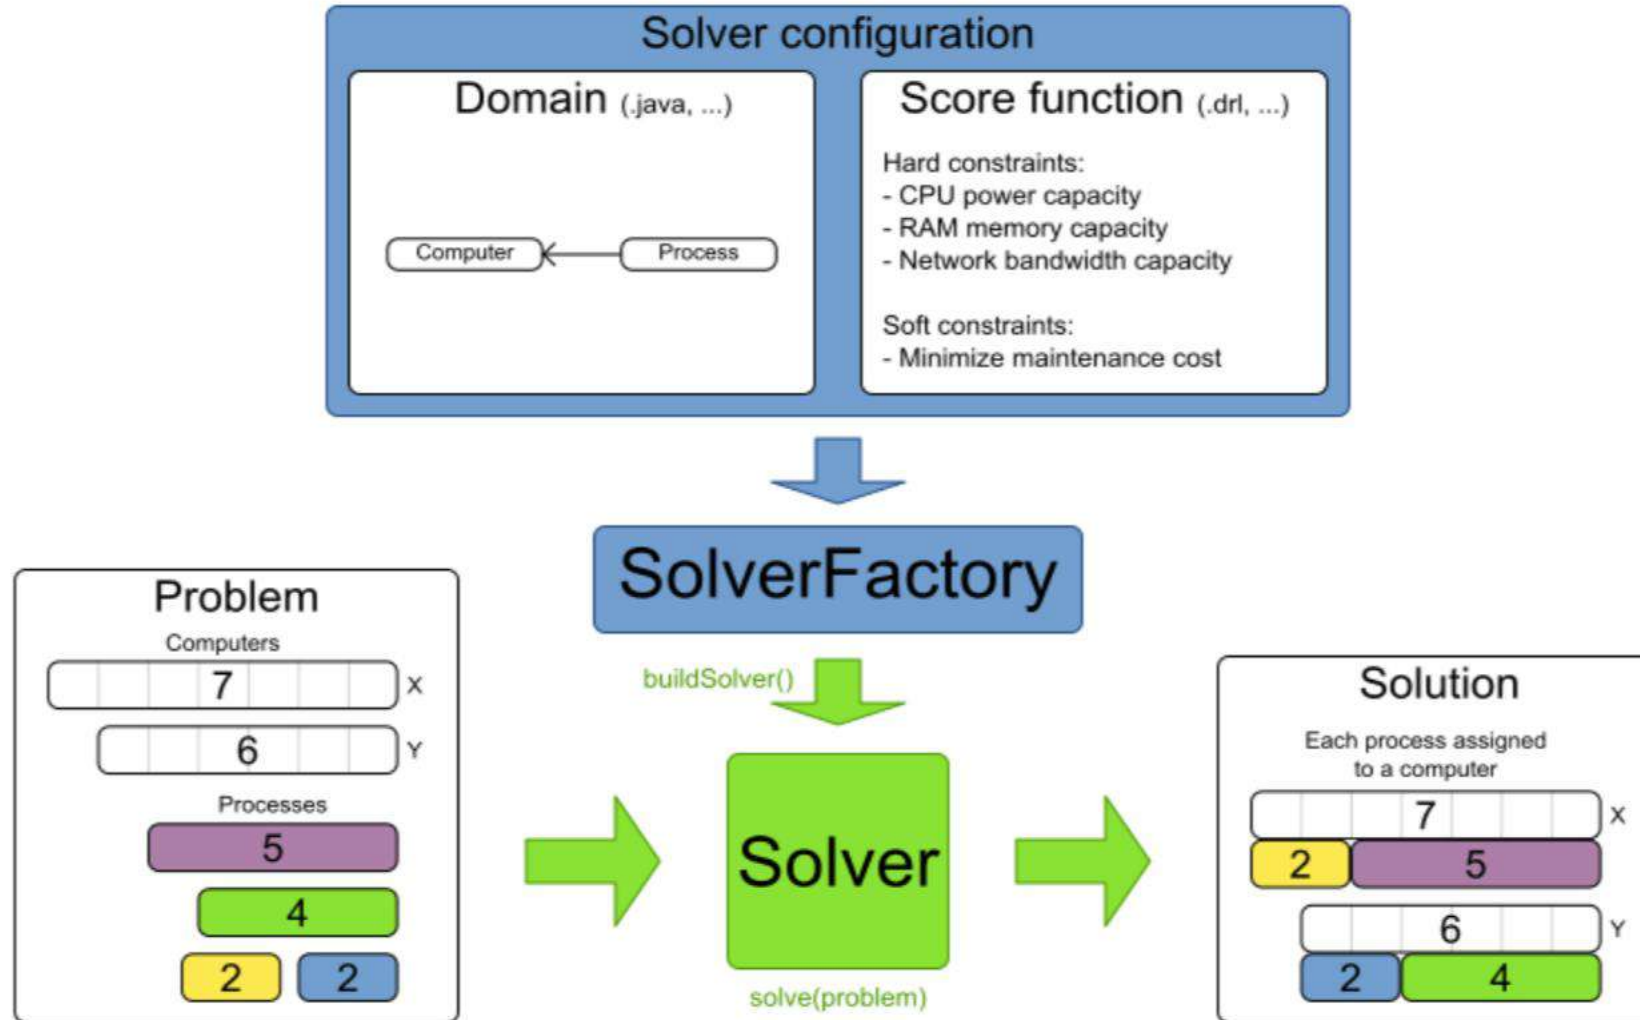 Solver configuration
Domain (.java, ...)
Computer
Process
Score function (.drl, ...)
Hard constraints:
- CPU power capacity
- RAM memory capacity
- Network bandwidth capacity
Soft constraints:
- Minimize maintenance cost
SolverFactory
buildSolver()
Problem
Computers
7 X
6 Y
Processes
5
4
2 2
Solver
solve(problem)
Solution
Each process assigned
to a computer
7 X
2 5
6 Y
2 4